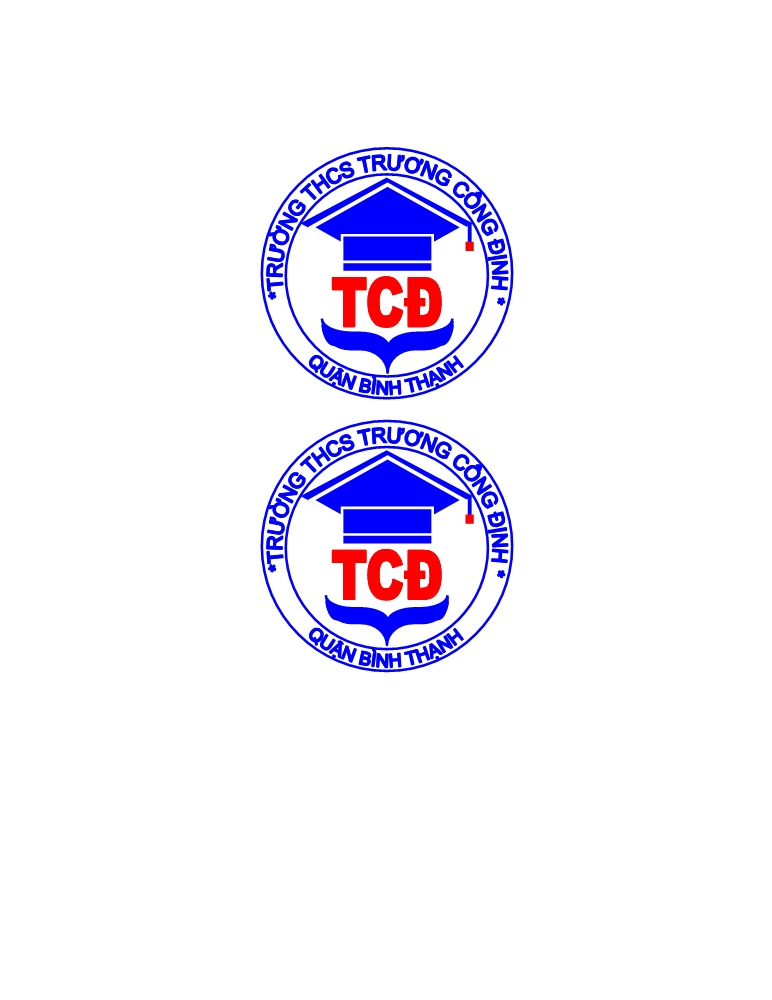 *TRƯỜNG THCS TRƯƠNG CÔNG ĐỊNH *
TCĐ
QUẬN BÌNH THẠNH
*TRƯỜNG THCS TRƯƠNG CÔNG ĐỊNH *
TCĐ
QUẬN BÌNH THẠNH